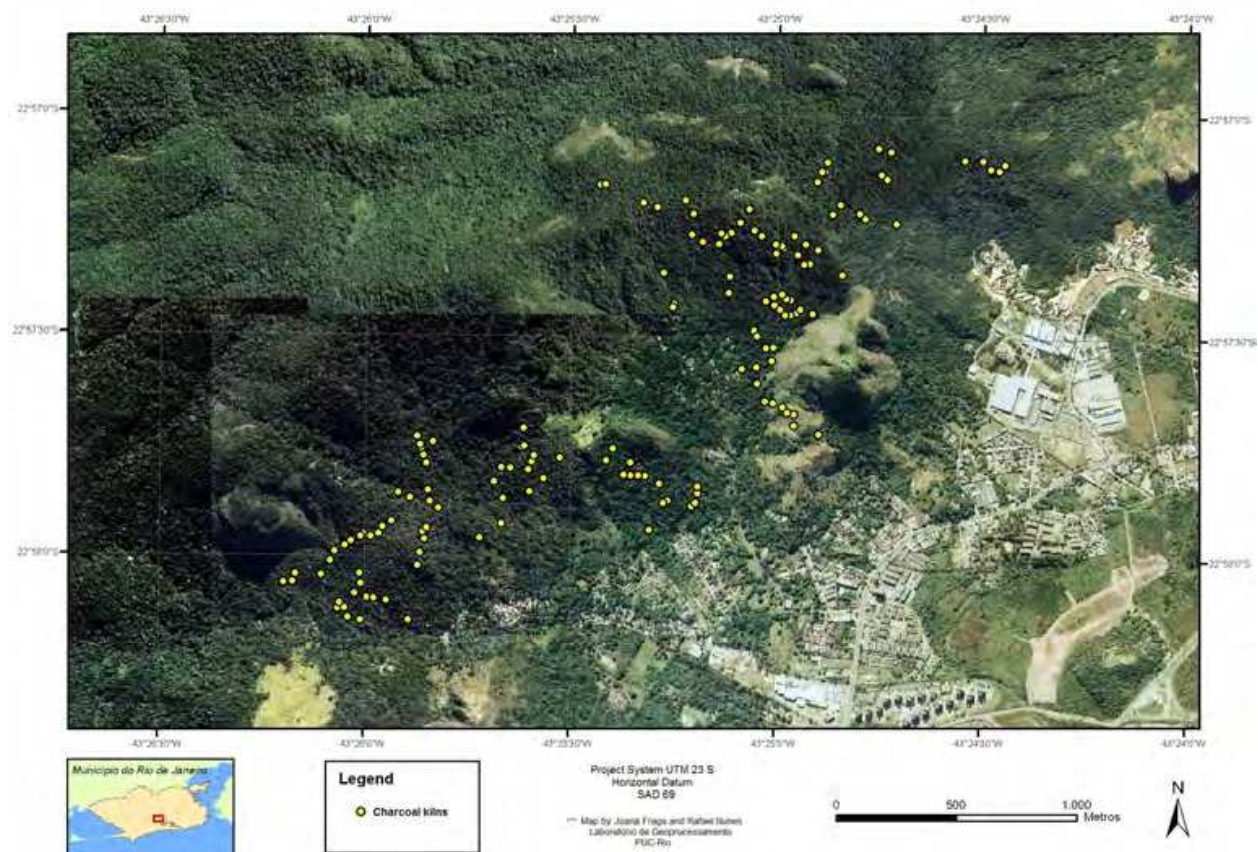 43°26'30"W 43°26'0"W 43°25'30"W 43°25'0"W 43°24'30"W 43°24'0"W
22°57'0"S 22°57'0"S
22°57'30"S 22°57'30"S
22°58'0"S 22°58'0"S
43°26'30"W 43°26'0"W 43°25'30"W 43°25'0"W 43°24'30"W 43°24'0"W
Município do Rio de Janeiro
Legend
Charcoal kilns
Project System UTM 23 S
Horizontal Datum
SAD 69
Map by Joana Fraga and Rafael Nunes
Laboratório de Geoprocessamento
PUC-Rio
0 500 1.000
Metros
N